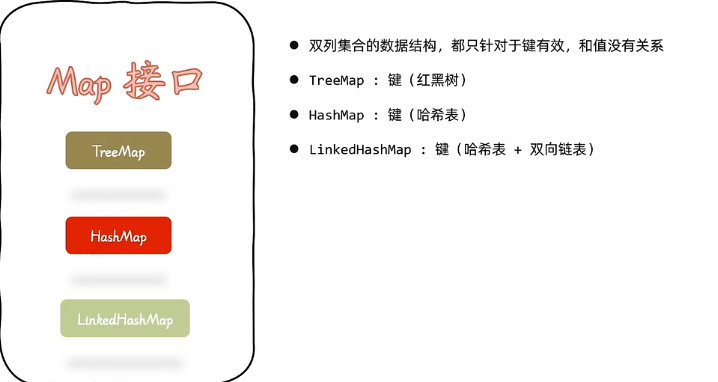 Map 接口
TreeMap
HashMap
LinkedHashMap
双列集合的数据结构，都只针对于键有效，和值没有关系
TreeMap : 键 (红黑树)
HashMap : 键 (哈希表)
LinkedHashMap : 键 (哈希表 + 双向链表)